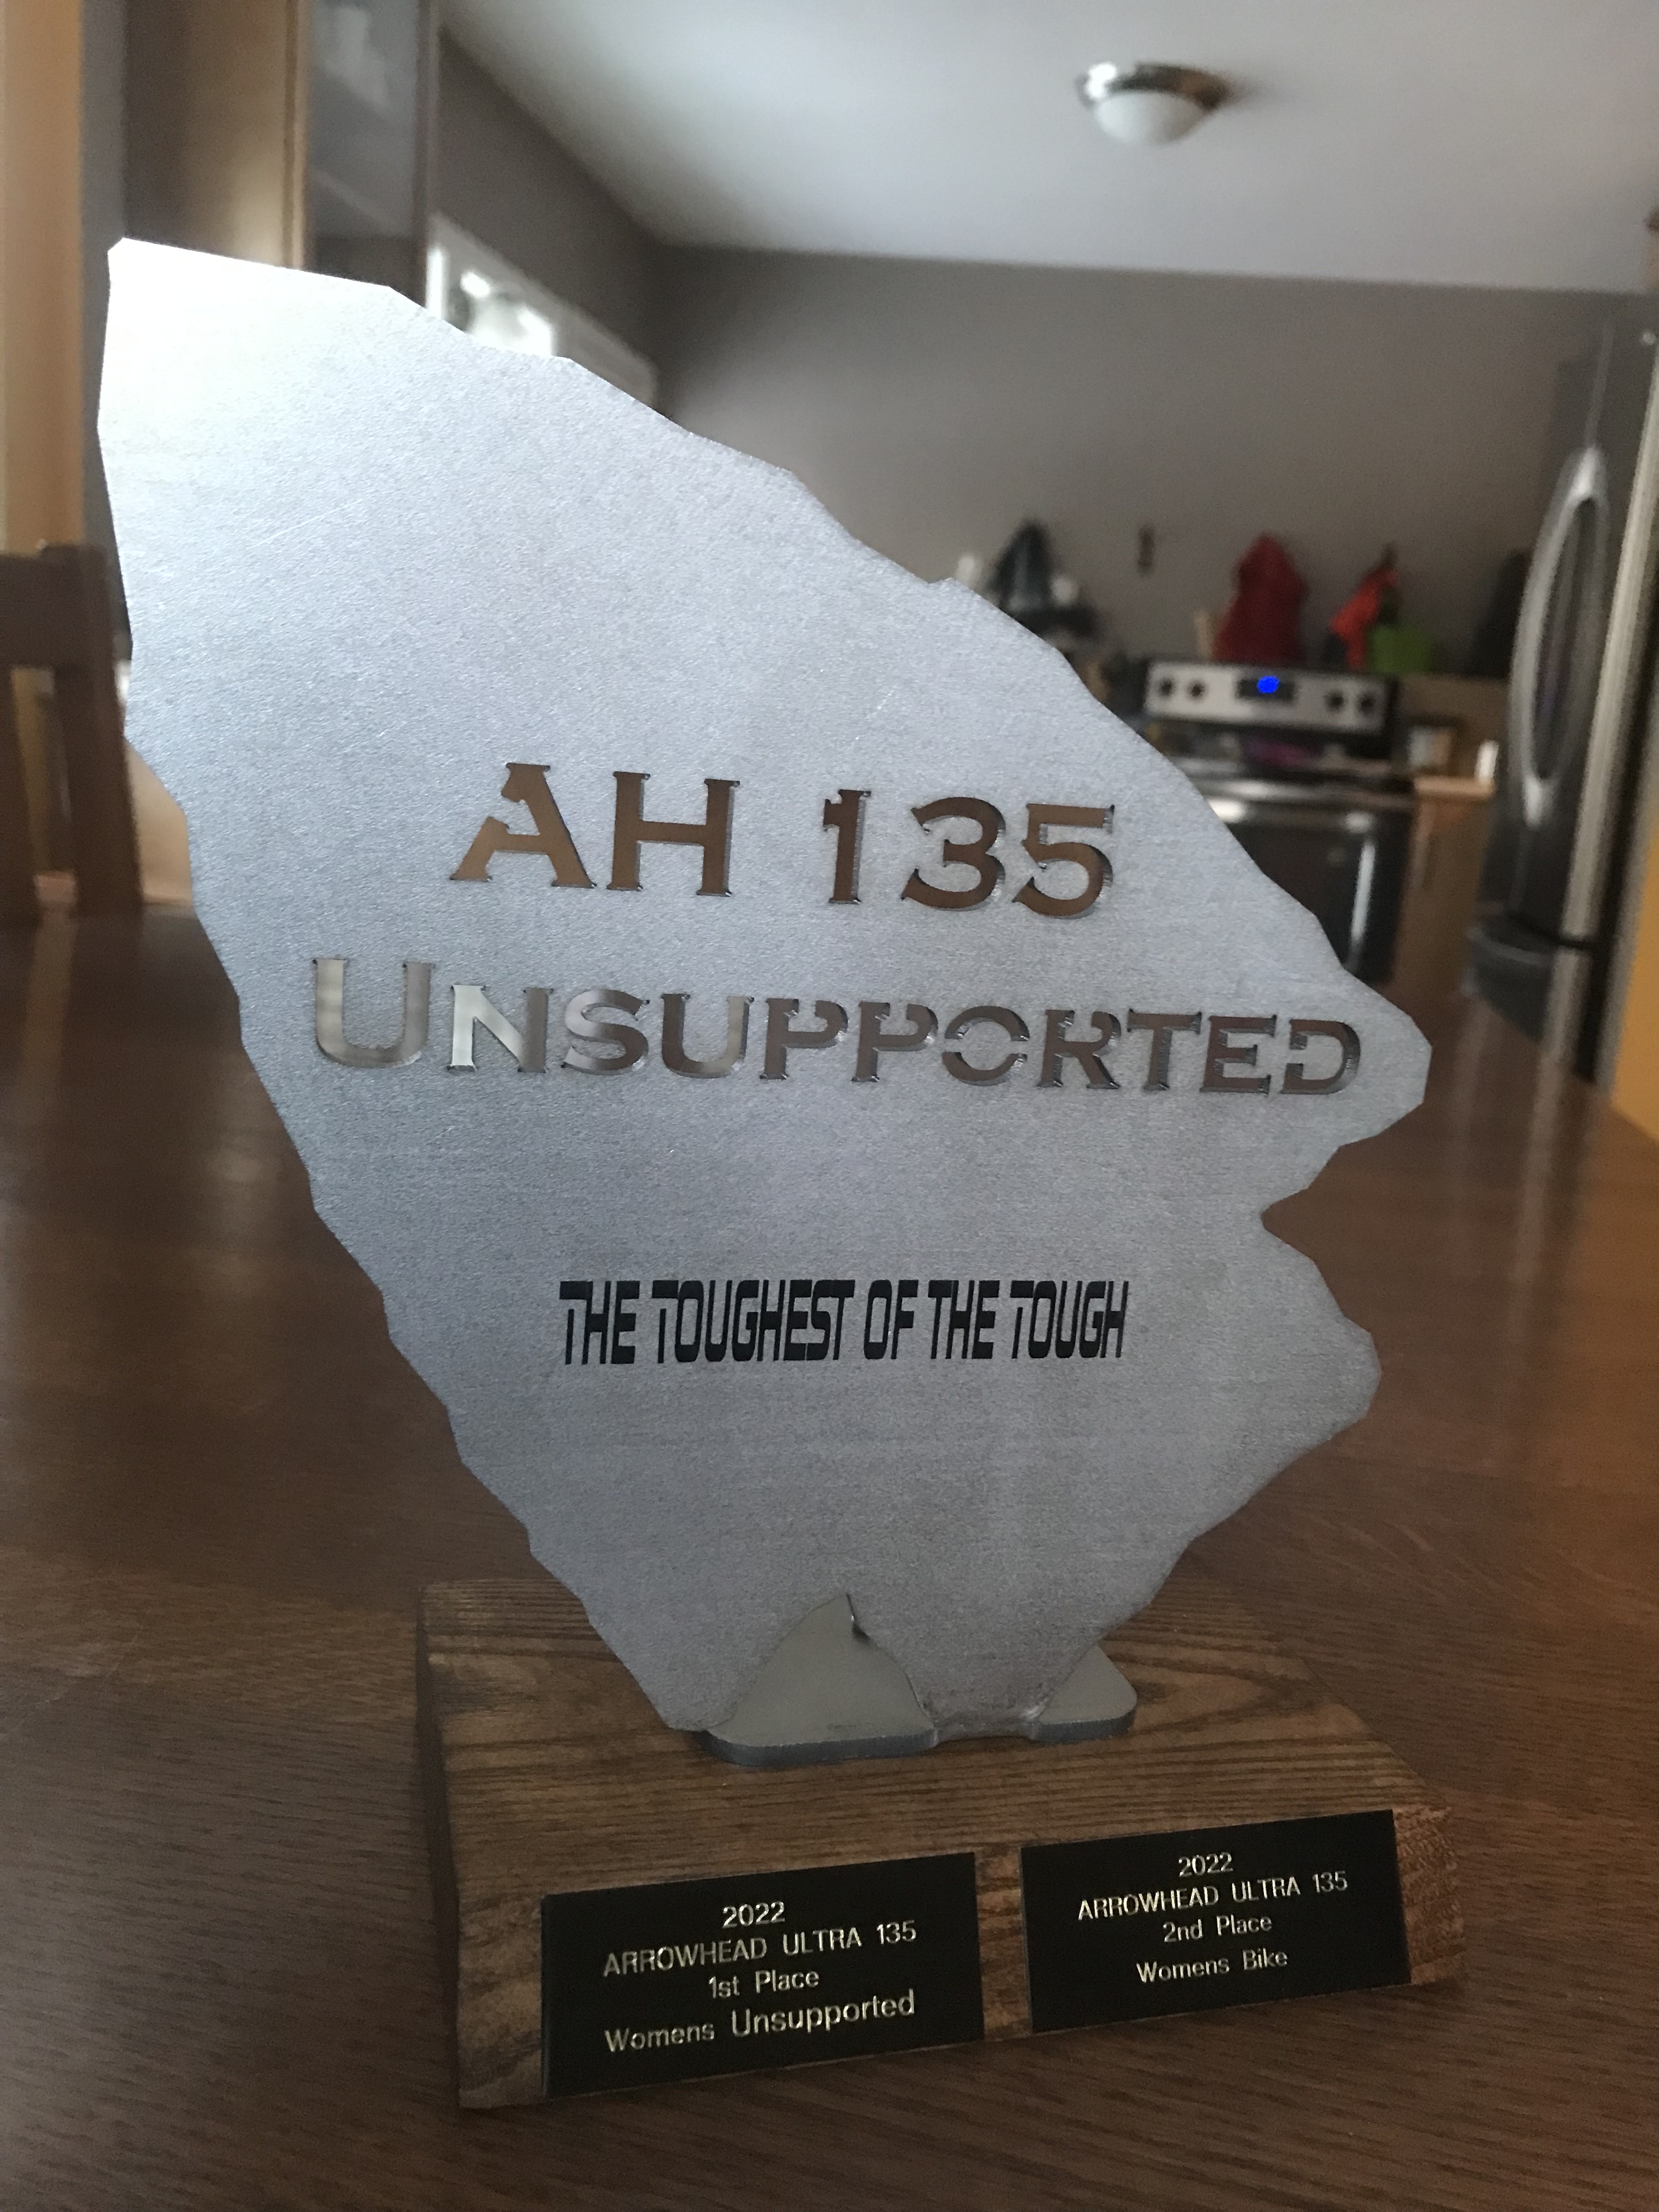 AH 135
UNSUPPORTED
THE TOUGHEST OF THE TOUGH
2022
ARROWHEAD ULTRA 135
1st Place
Womens Unsupported
2022
ARROWHEAD ULTRA 135
2nd Place
Womens Bike